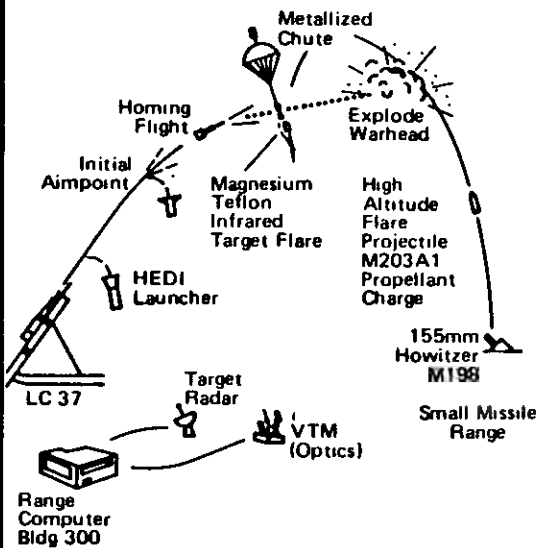 Metallized
Chute
Homing
Flight
Explode
Warhead
Initial
Aimpoint
Magnesium
Teflon
Infrared
Target Flare
High
Altitude
Flare
Projectile
M203A1
Propellant
Charge
HEDI
Launcher
155mm
Howitzer
M198
LC 37
Target
Radar
VTM
(Optics)
Small Missile
Range
Range
Computer
Bldg 300